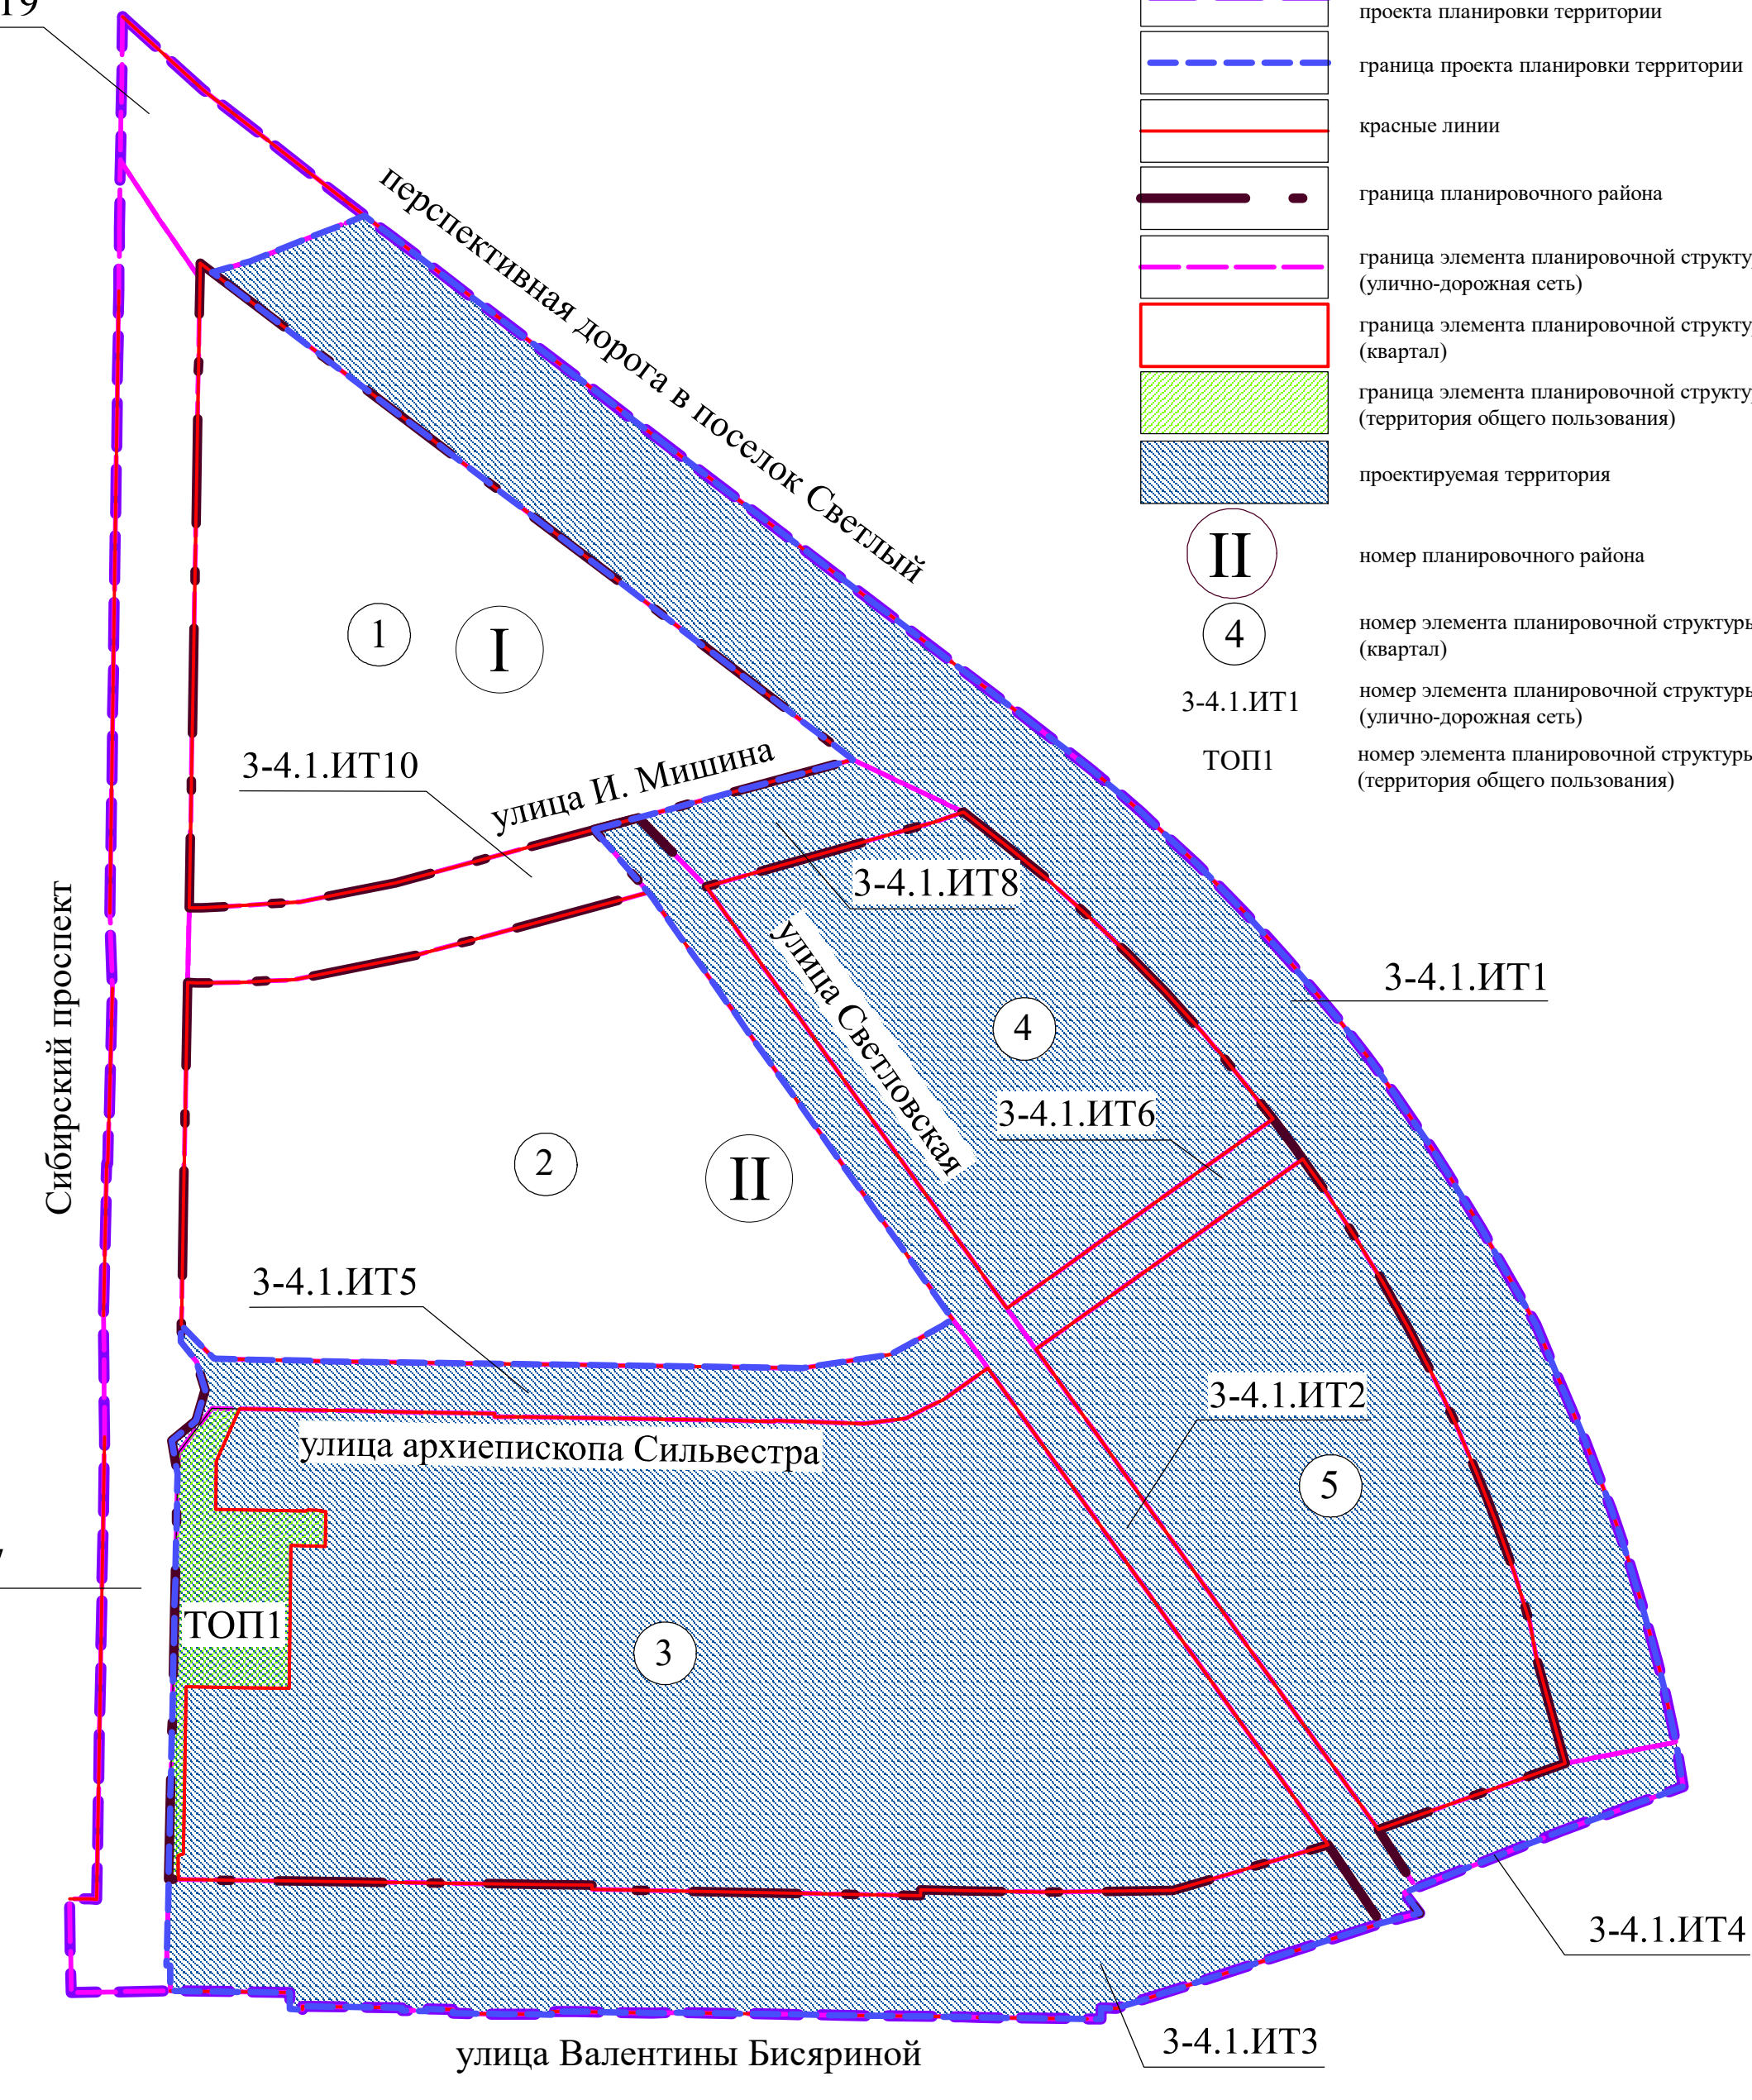 проекта планировки территории
граница проекта планировки территории
красные линии
граница планировочного района
граница элемента планировочной
(улично-дорожная сеть)
граница элемента планировочной
(квартал)
граница элемента планировочной
(территория общего пользования)
проектируемая территория
II
номер планировочного района
4
номер элемента планировочной структуры
(квартал)
3-4.1.ИТ1
номер элемента планировочной структуры
(улично-дорожная сеть)
ТОП1
номер элемента планировочной структуры
(территория общего пользования)
перспективная дорога в поселок Светлый
1
I
3-4.1.ИТ10
улица И. Мишина
3-4.1.ИТ8
Сибирский проспект
улица Светловская
4
3-4.1.ИТ1
3-4.1.ИТ6
2
II
3-4.1.ИТ5
3-4.1.ИТ2
улица архиепископа Сильвестра
5
ТОП1
3
3-4.1.ИТ4
3-4.1.ИТ3
улица Валентины Бисяриной